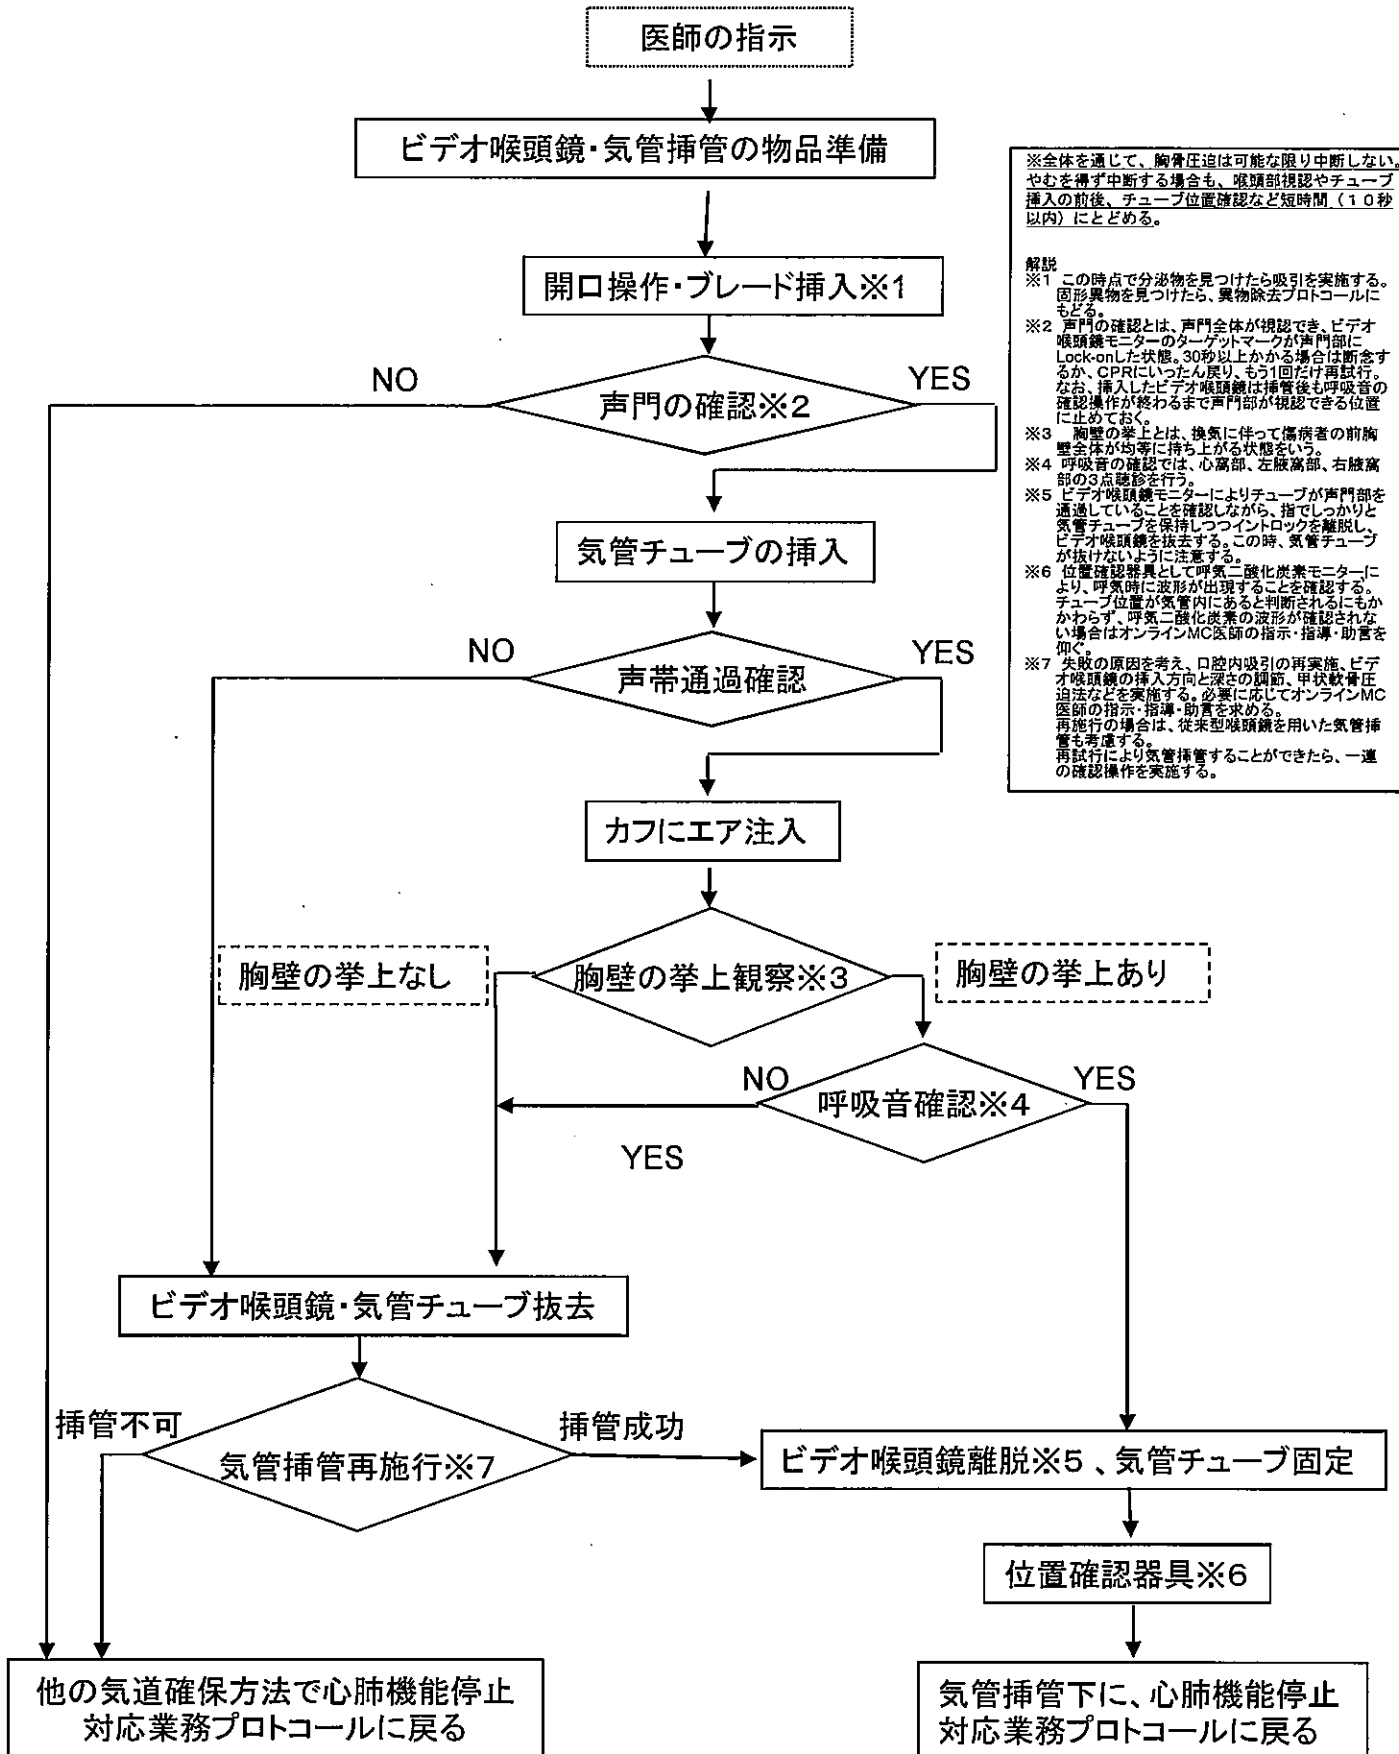 医師の指示
ビデオ喉頭鏡・気管挿管の物品準備
開口操作・ブレード挿入※1
NO
YES
声門の確認※2
気管チューブの挿入
NO
YES
声帯通過確認
カフにエア注入
胸壁の挙上なし
胸壁の挙上観察※3
胸壁の挙上あり
NO
YES
呼吸音確認※4
YES
ビデオ喉頭鏡・気管チューブ抜去
挿管不可
挿管成功
気管挿管再施行※7
ビデオ喉頭鏡離脱※5 、気管チューブ固定
位置確認器具※6
他の気道確保方法で心肺機能停止
対応業務プロトコールに戻る
気管挿管下に、心肺機能停止
対応業務プロトコールに戻る
※全体を通じて、胸骨圧迫は可能な限り中断しない。
やむを得ず中断する場合も、喉頭部視認やチューブ
挿入の前後、チューブ位置確認など短時間（１０秒
以内）にとどめる。
解説
※1 この時点で分泌物を見つけたら吸引を実施する。
固形異物を見つけたら、異物除去プロトコールに
もどる。
※2 声門の確認とは、声門全体が視認でき、ビデオ
喉頭鏡モニターのターゲットマークが声門部に
Lock-onした状態。30秒以上かかる場合は断念す
るか、CPRにいったん戻り、もう1回だけ再試行。
なお、挿入したビデオ喉頭鏡は挿管後も呼吸音の
確認操作が終わるまで声門部が視認できる位置
に止めておく。
※3 胸壁の挙上とは、換気に伴って傷病者の前胸
壁全体が均等に持ち上がる状態をいう。
※4 呼吸音の確認では、心窩部、左腋窩部、右腋窩
部の3点聴診を行う。
※5 ビデオ喉頭鏡モニターによりチューブが声門部を
通過していることを確認しながら、指でしっかりと
気管チューブを保持しつつイントロックを離脱し、
ビデオ喉頭鏡を抜去する。この時、気管チューブ
が抜けないように注意する。
※6 位置確認器具として呼気二酸化炭素モニターに
より、呼気時に波形が出現することを確認する。
チューブ位置が気管内にあると判断されるにもか
かわらず、呼気二酸化炭素の波形が確認されな
い場合はオンラインMC医師の指示・指導・助言を
仰ぐ。
※7 失敗の原因を考え、口腔内吸引の再実施、ビデ
オ喉頭鏡の挿入方向と深さの調節、甲状軟骨圧
迫法などを実施する。必要に応じてオンラインMC
医師の指示・指導・助言を求める。
再施行の場合は、従来型喉頭鏡を用いた気管挿
管も考慮する。
再試行により気管挿管することができたら、一連
の確認操作を実施する。